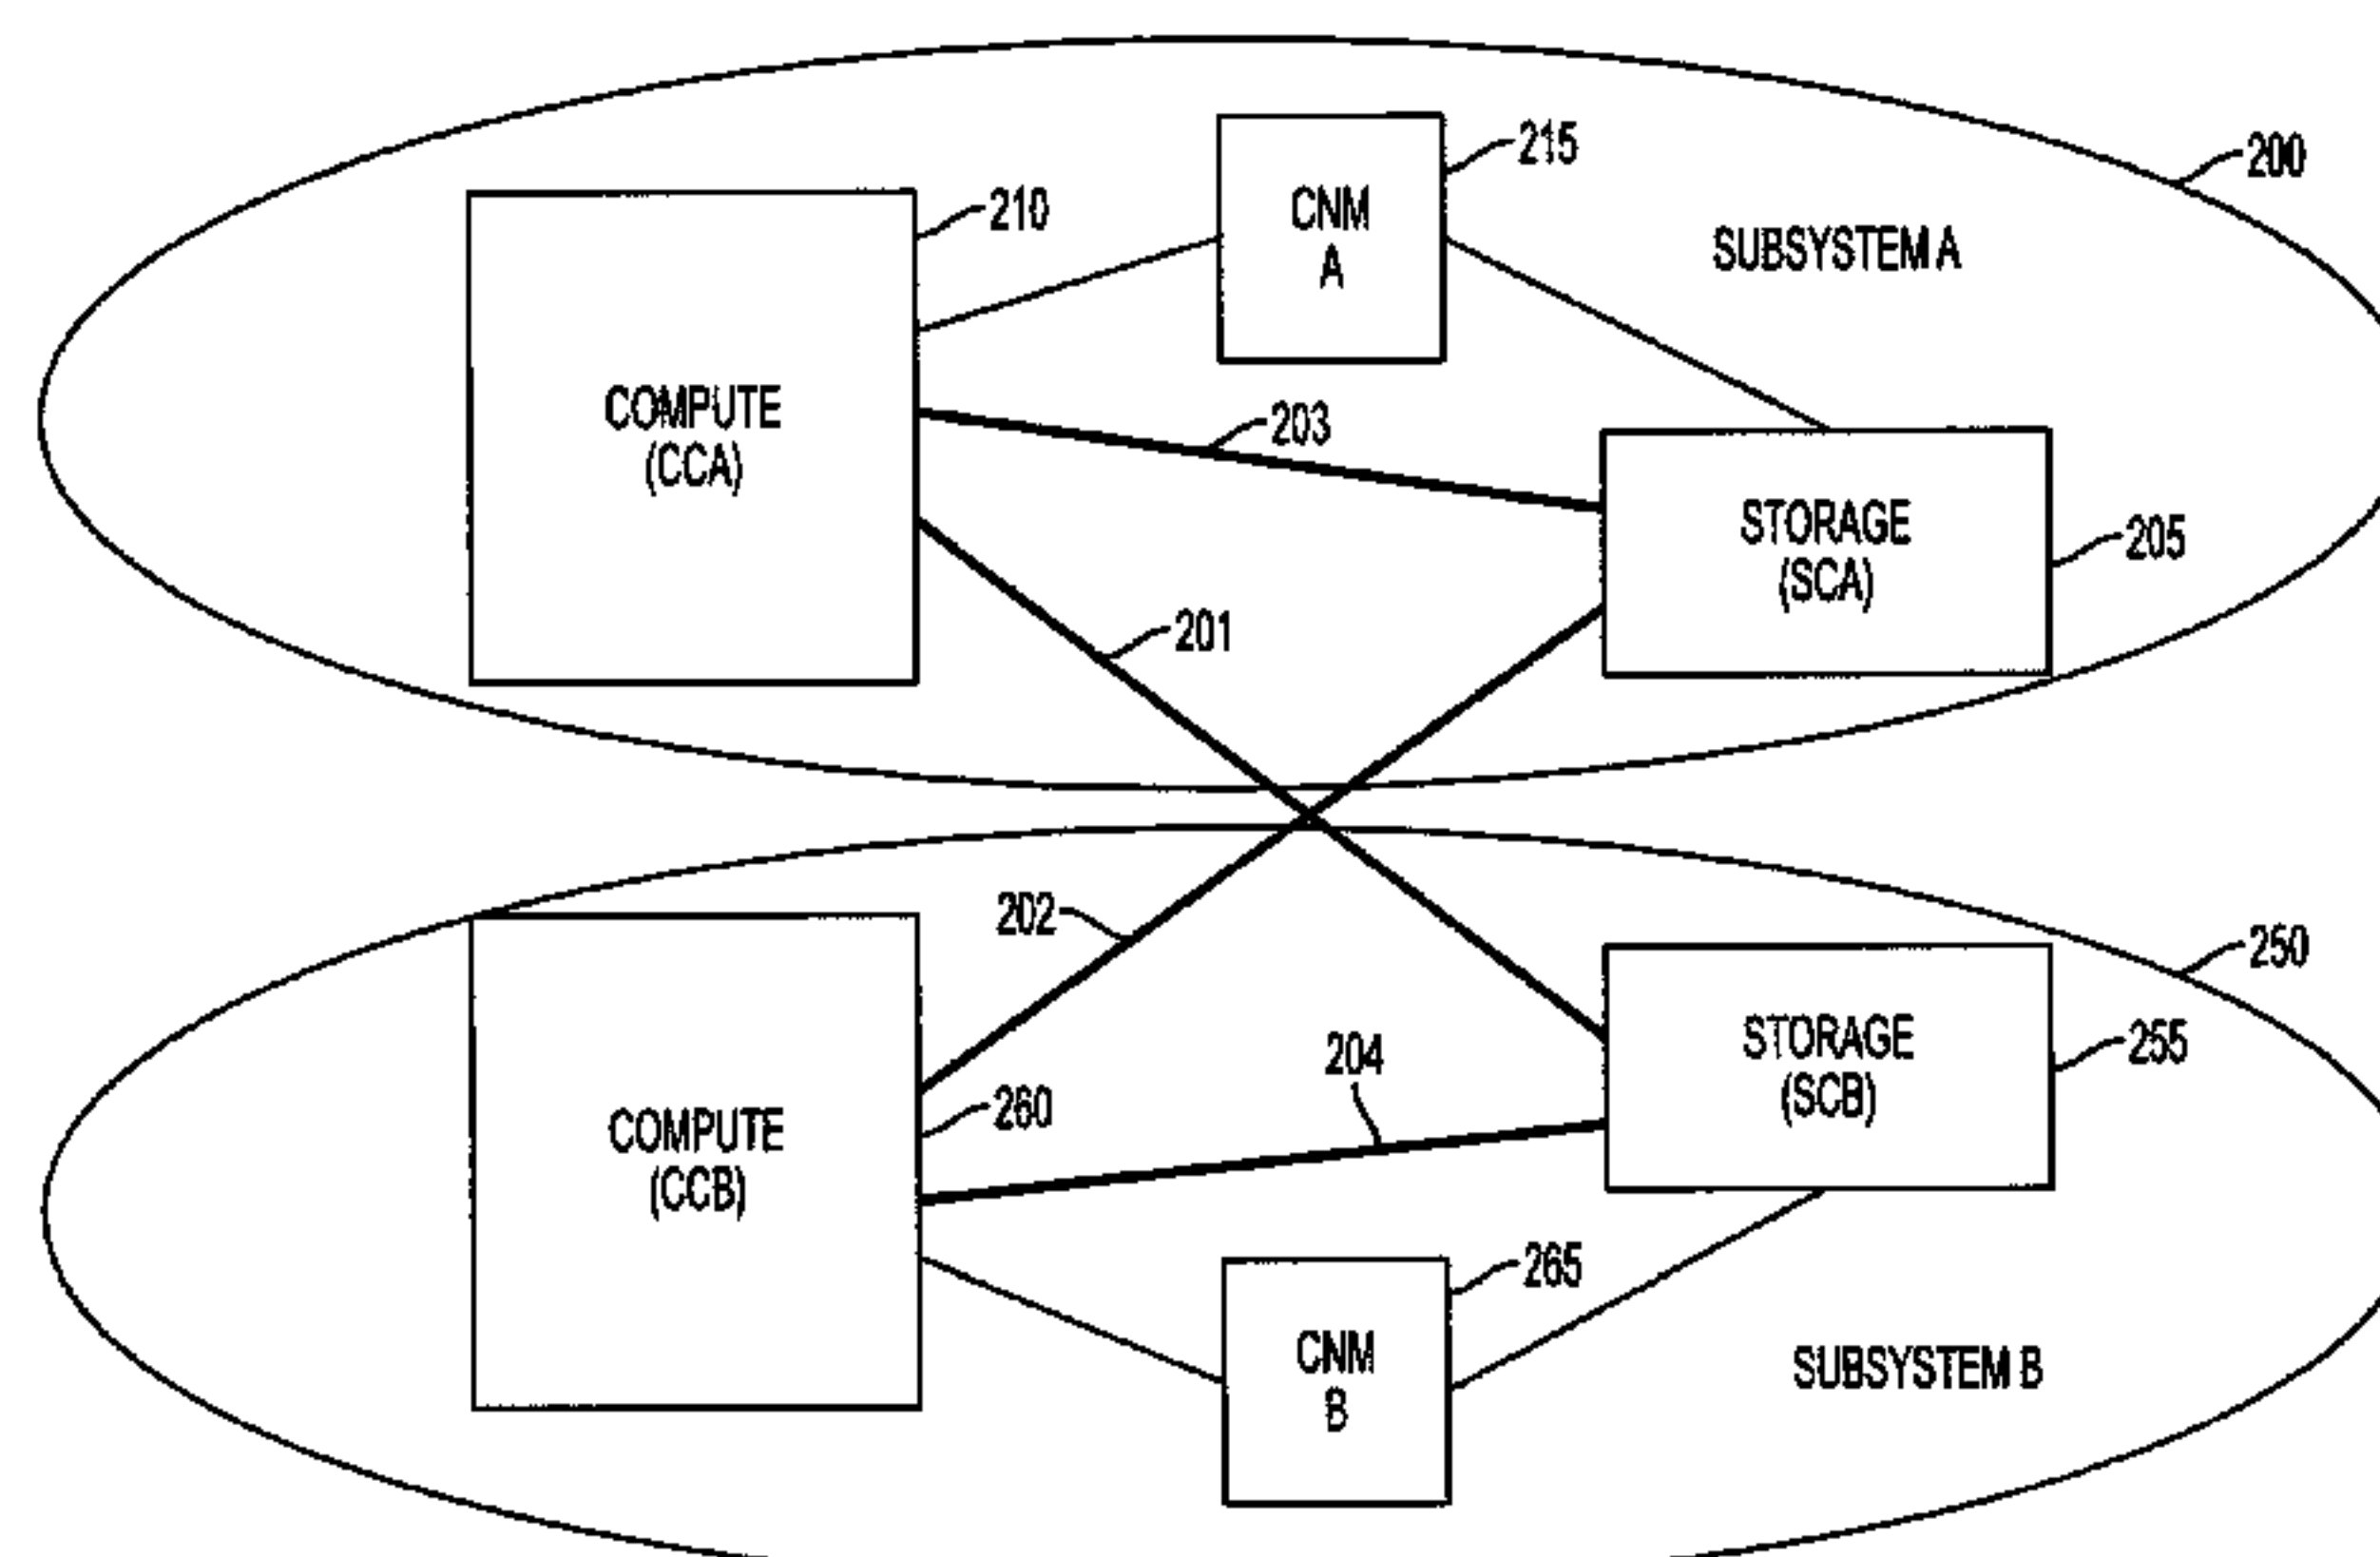 215
200
210
CNM
A
SUBSYSTEM A
COMPUTE
(CCA)
203
STORAGE
(SCA)
205
201
202
250
STORAGE
(SCB)
255
204
260
COMPUTE
(CCB)
265
CNM
B
SUBSYSTEM B